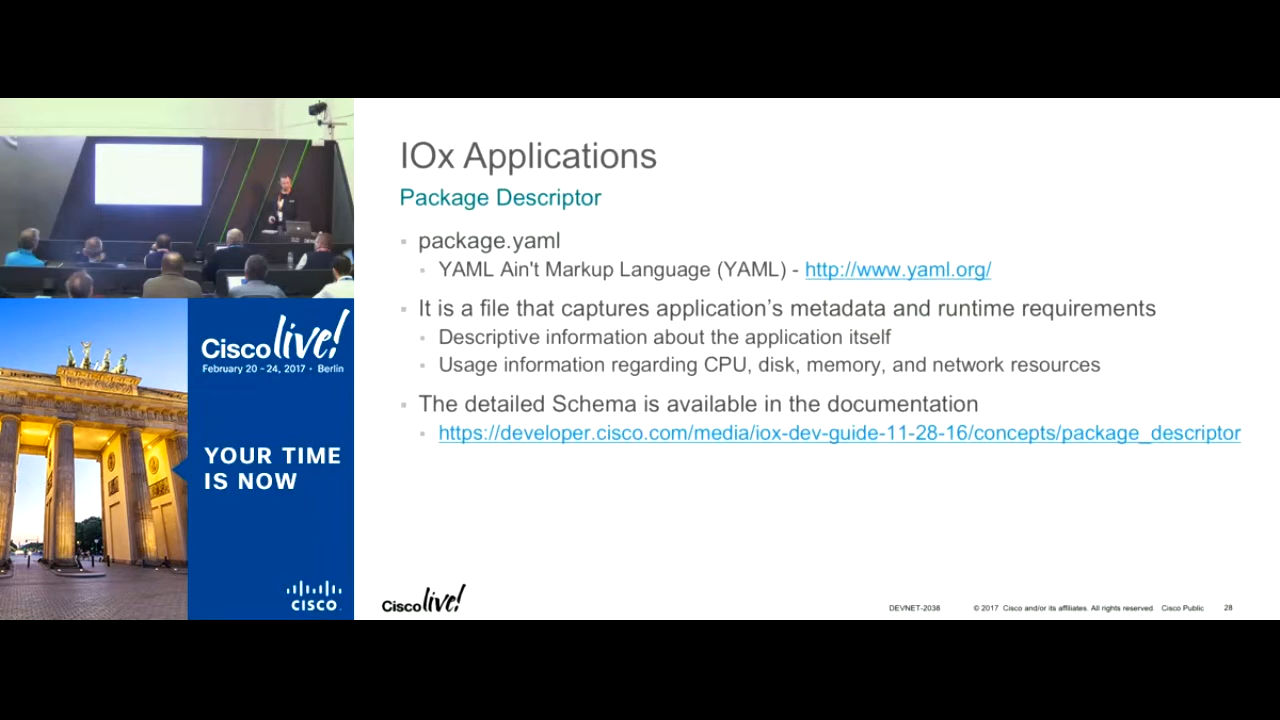 IOx Applications
Package Descriptor
package.yaml
YAML Ain't Markup Language (YAML) - http://www.yaml.org/
It is a file that captures application's metadata and runtime requirements
Descriptive information about the application itself
Usage information regarding CPU, disk, memory, and network resources
The detailed Schema is available in the documentation
https://developer.cisco.com/media/iox-dev-guide-11-28-16/concepts/package_descriptor
Cisco live!
February 20 - 24, 2017 • Berlin
YOUR TIME
IS NOW
CISCO
Cisco live!
DEVNET-2038 © 2017 Cisco and/or its affiliates. All rights reserved. Cisco Public 28